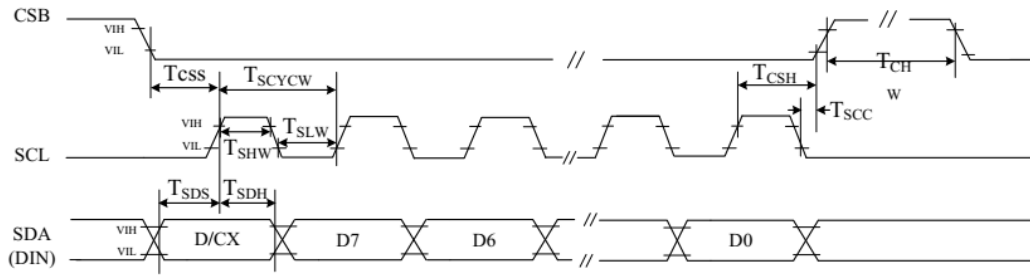 CSB
VIH
VIL
//
//
Tcss
TSCYCW
TCSH
TCH
W
TSCC
SCL
VIH
VIL
TSHW
TSLW
//
TSDS
TSDH
SDA
(DIN)
VIH
VIL
D/CX
D7
D6
//
//
D0